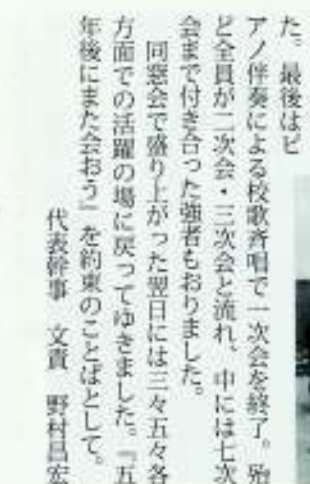 た。最後はピ
アノ伴奏による校歌斉唱で一次会を終了。殆
ど全員が二次会・三次会と流れ、中には七次
会まで付き合った強者もおりました。
同窓会で盛り上がった翌日には三々五々各
方面での活躍の場に戻ってゆきました。『五
年後にまた会おう』を約束のことばとして。
代表幹事 文責 野村昌宏